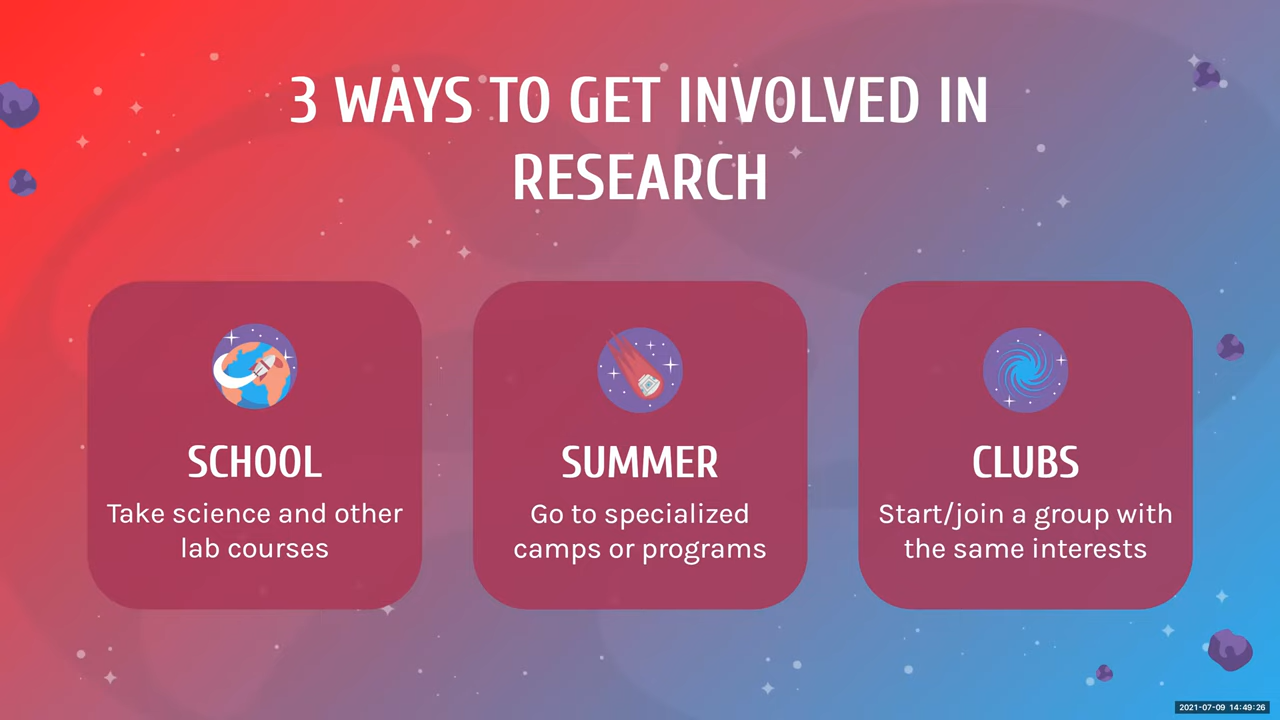 3 WAYS TO GET INVOLVED IN
RESEARCH
SCHOOL
Take science and other
lab courses
SUMMER
Go to specialized
camps or programs
CLUBS
Start/join a group with
the same interests
2021-07-09 14:49:26